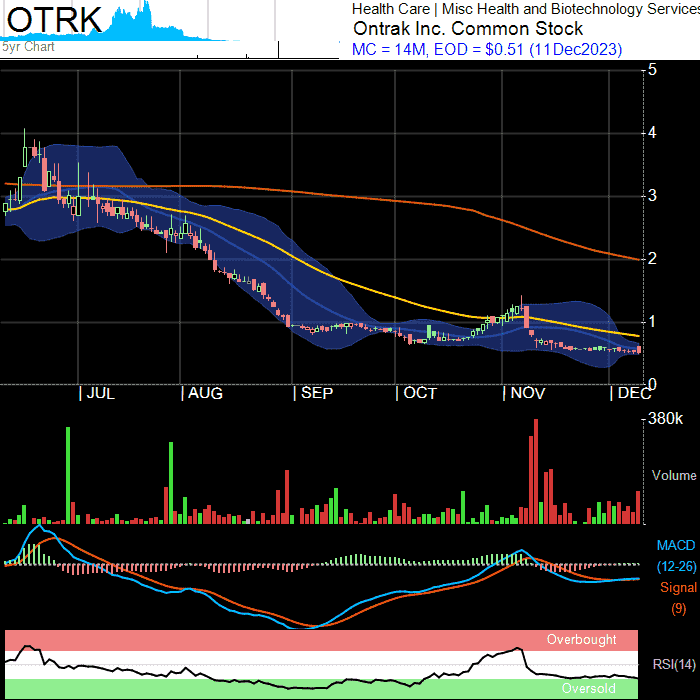 OTRK
5yr Chart
Health Care | Misc Health and Biotechnology Services
Ontrak Inc. Common Stock
MC = 14M, EOD = $0.51 (11Dec2023)
5
4
3
2
1
0
| JUL | AUG | SEP | OCT | NOV | DEC
380k
Volume
MACD
(12-26)
Signal
(9)
Overbought
RSI(14)
Oversold